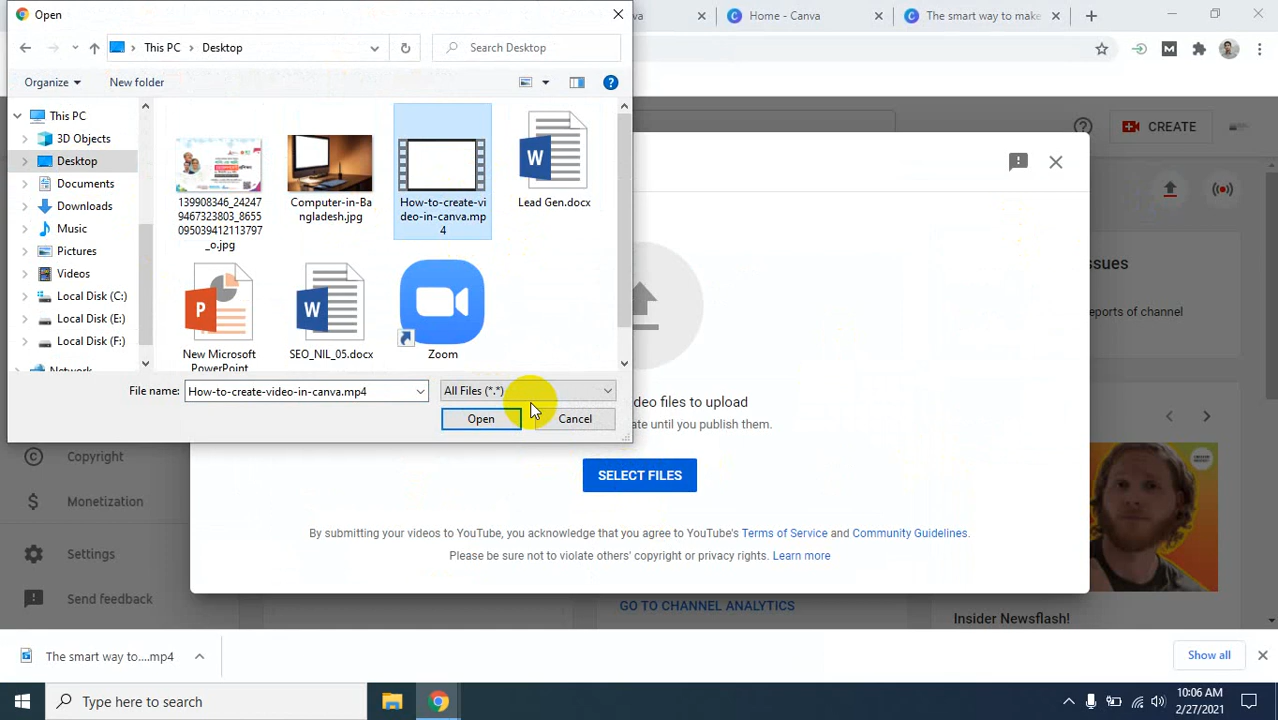 Open
va
Home - Canva
The smart way to make
This PC
Desktop
Search Desktop
Organize
New folder
This PC
3D Objects
Desktop
Documents
Downloads
Music
Pictures
Videos
Local Disk (C:)
Local Disk (E:)
Local Disk (F:)
Network
139908346_24247
9467323803_8655
095039412113797
_o.jpg
Computer-in-Ba
ngladesh.jpg
How-to-create-vi
deo-in-canva.mp
4
Lead Gen.docx
New Microsoft
PowerPoint
SEO_NIL_05.docx
Zoom
File name:
How-to-create-video-in-canva.mp4
All Files (*.*)
Open
Cancel
CREATE
ssues
eports of channel
deo files to upload
ate until you publish them.
SELECT FILES
By submitting your videos to YouTube, you acknowledge that you agree to YouTube's Terms of Service and Community Guidelines.
Please be sure not to violate others' copyright or privacy rights. Learn more
Copyright
Monetization
Settings
Send feedback
GO TO CHANNEL ANALYTICS
Insider Newsflash!
The smart way to....mp4
Show all
Type here to search
10:06 AM
2/27/2021